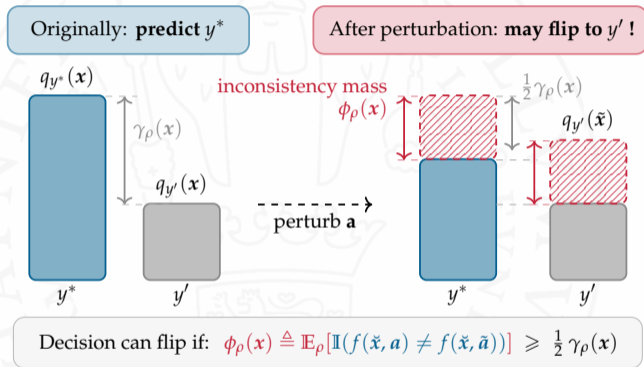 Originally: predict y*
After perturbation: may flip to y′ !
q_{y*}(x)
γ_ρ(x)
q_{y′}(x)
y*
y′
perturb a
inconsistency mass
ϕ_ρ(x)
½γ_ρ(x)
q_{y′}(x̃)
y*
y′
Decision can flip if: ϕ_ρ(x) ≜ 𝔼_ρ[𝕀(f(x̆, a) ≠ f(x̆, ã))] ⩾ ½ γ_ρ(x)